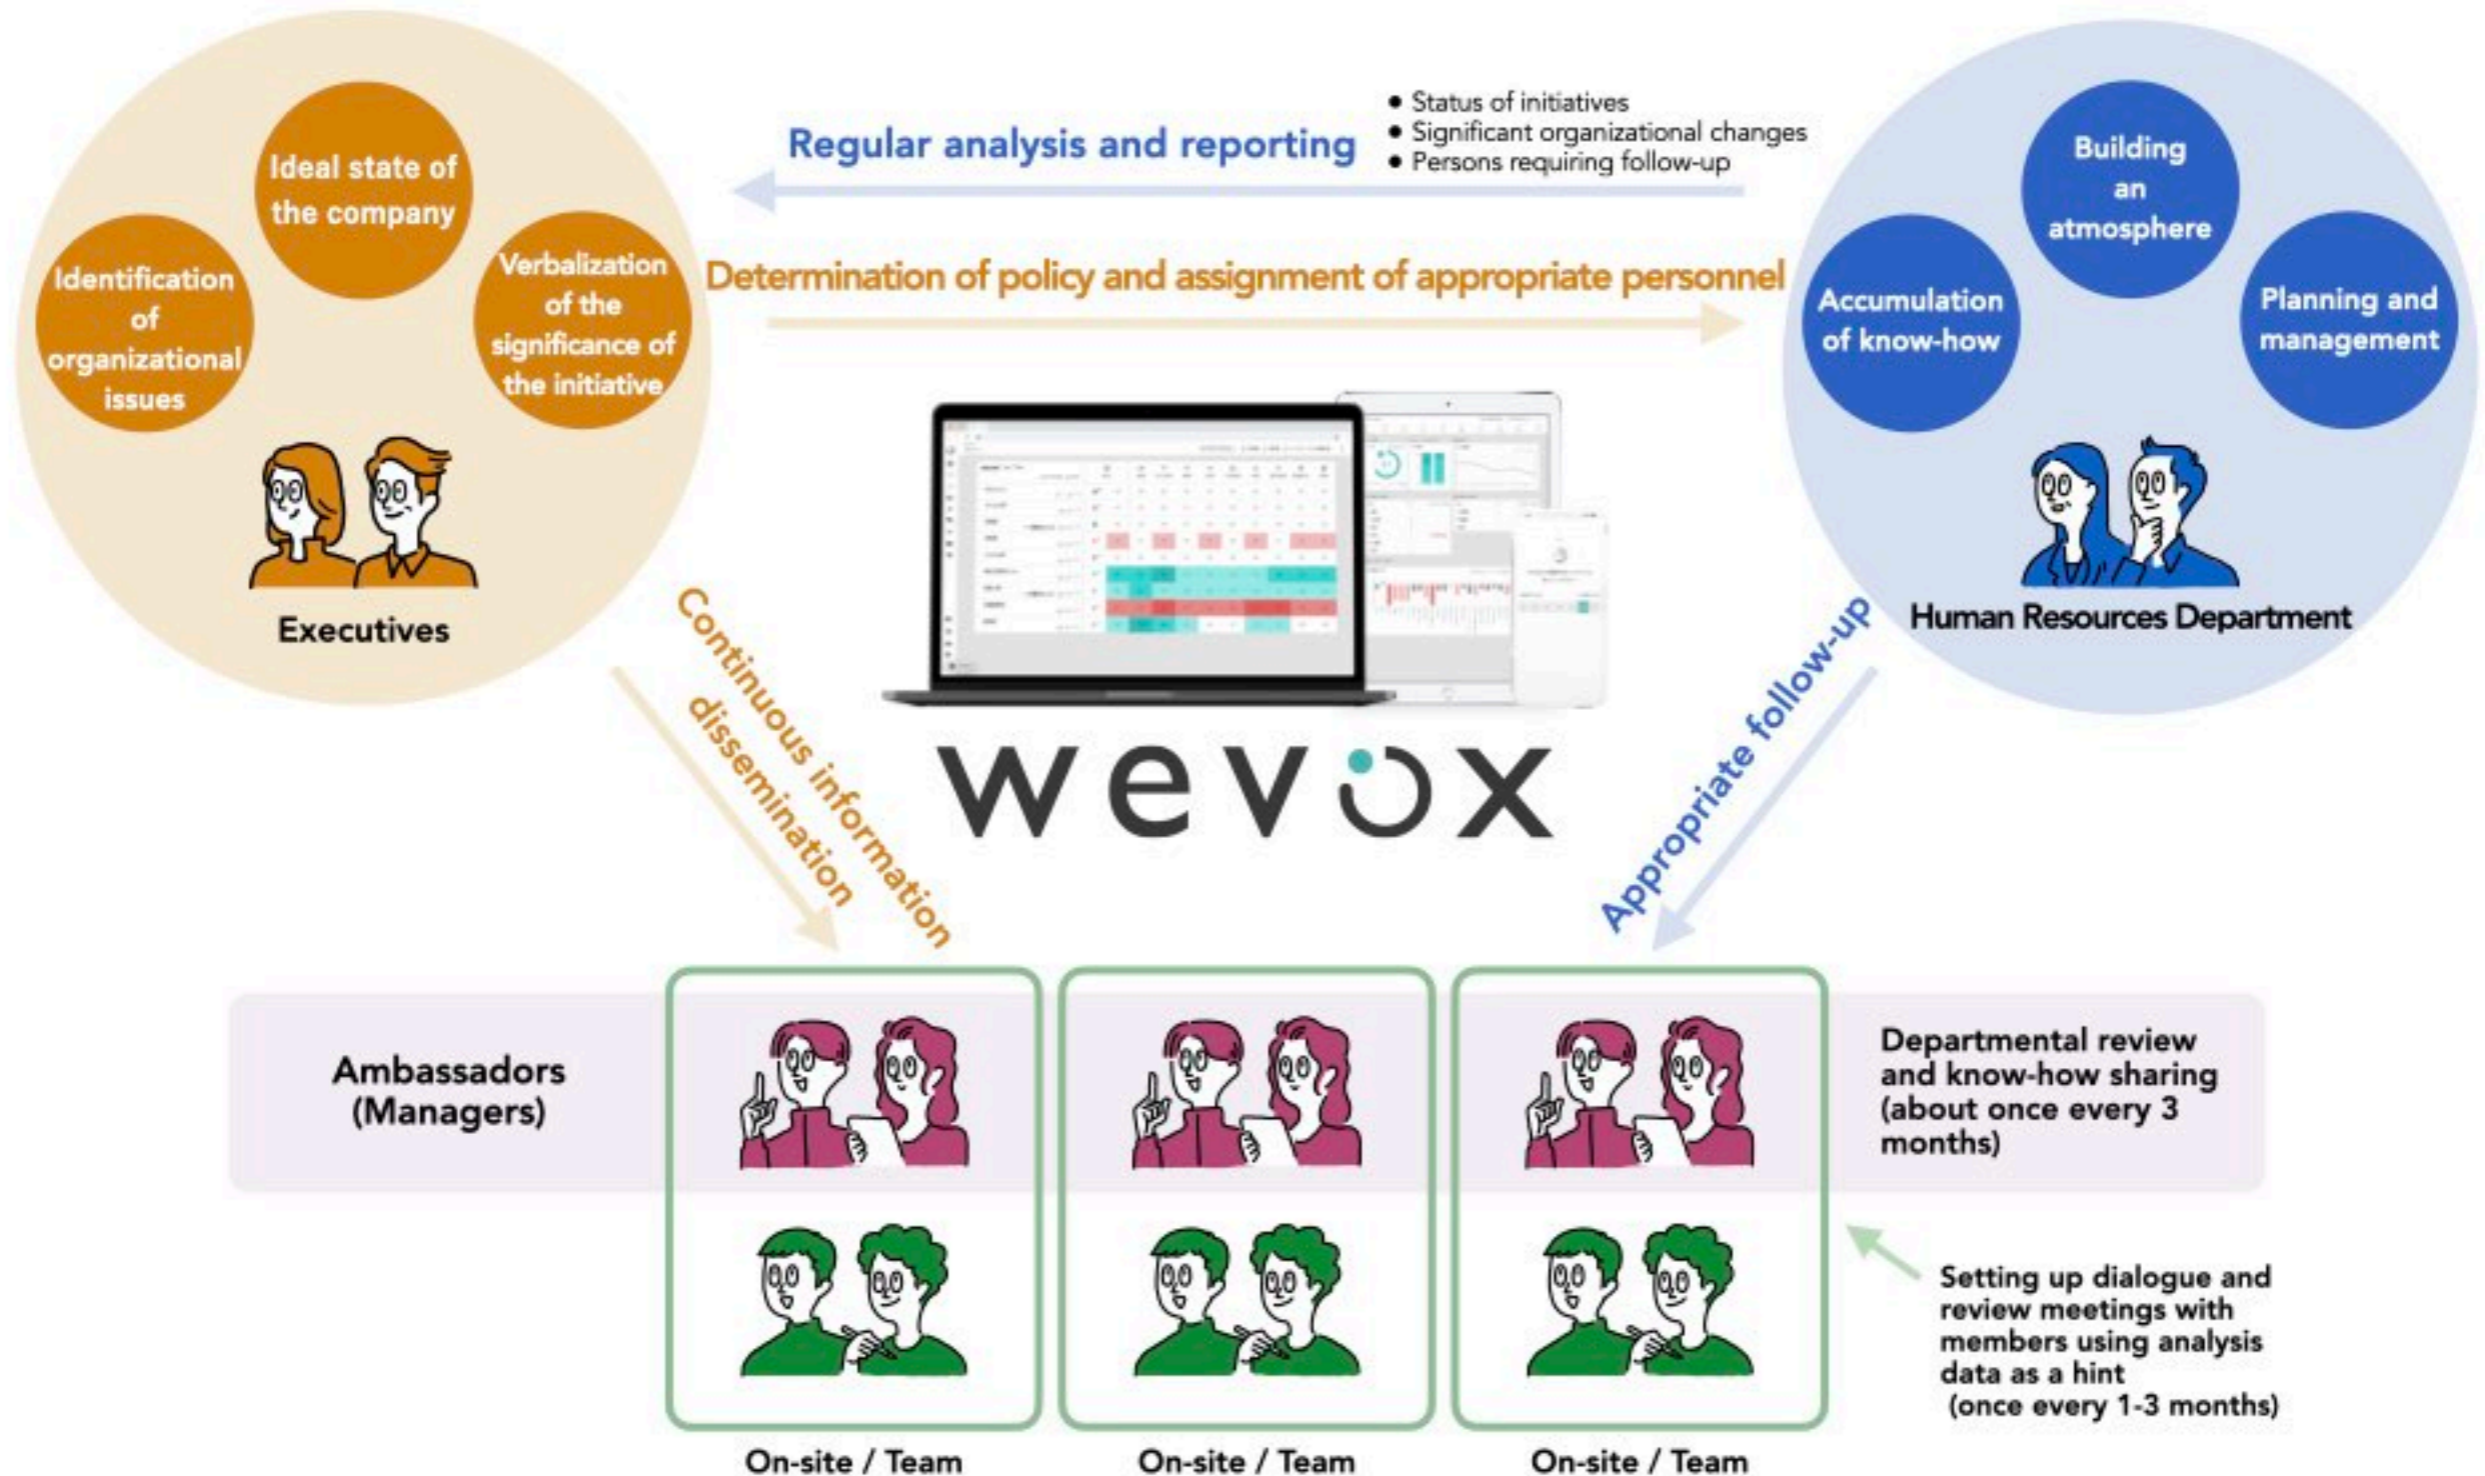 Ideal state of
the company
Identification
of
organizational
issues
Verbalization
of the
significance of
the initiative
Executives
Regular analysis and reporting
● Status of initiatives
● Significant organizational changes
● Persons requiring follow-up
Determination of policy and assignment of appropriate personnel
Building
an
atmosphere
Accumulation
of know-how
Planning and
management
Human Resources Department
Continuous information
dissemination
wevox
Appropriate follow-up
Ambassadors
(Managers)
Departmental review
and know-how sharing
(about once every 3
months)
Setting up dialogue and
review meetings with
members using analysis
data as a hint
(once every 1-3 months)
On-site / Team
On-site / Team
On-site / Team